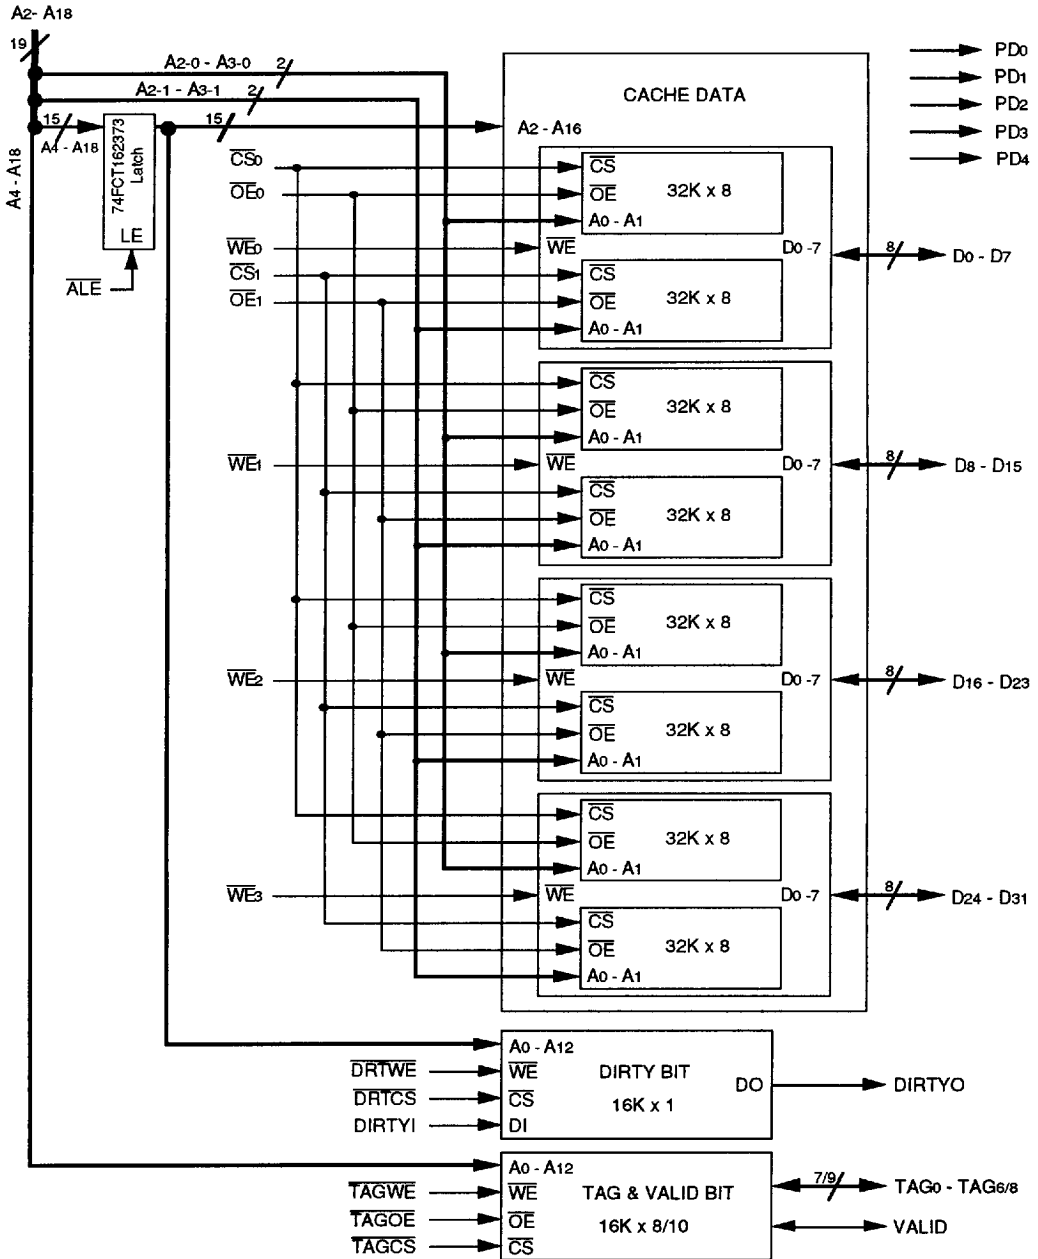 A2- A18
19
A2-0 - A3-0
2
A2-1 - A3-1
2
15
A4 - A18
15
A4 - A18
74FCT162373
Latch
LE
ALE
CACHE DATA
A2 - A16
PD0
PD1
PD2
PD3
PD4
CS0
OE0
WE0
CS1
OE1
CS
OE
A0 - A1
32K x 8
WE
D0 -7
8
D0 - D7
CS
OE
A0 - A1
32K x 8
CS
OE
A0 - A1
32K x 8
WE1
WE
D0 -7
8
D8 - D15
CS
OE
A0 - A1
32K x 8
CS
OE
A0 - A1
32K x 8
WE2
WE
D0 -7
8
D16 - D23
CS
OE
A0 - A1
32K x 8
CS
OE
A0 - A1
32K x 8
WE3
WE
D0 -7
8
D24 - D31
CS
OE
A0 - A1
32K x 8
A0 - A12
DRTWE
WE
DIRTY BIT
DO
DIRTYO
DRTCS
CS
16K x 1
DIRTYI
DI
A0 - A12
7/9
TAG0 - TAG6/8
TAGWE
WE
TAG & VALID BIT
TAGOE
OE
16K x 8/10
VALID
TAGCS
CS